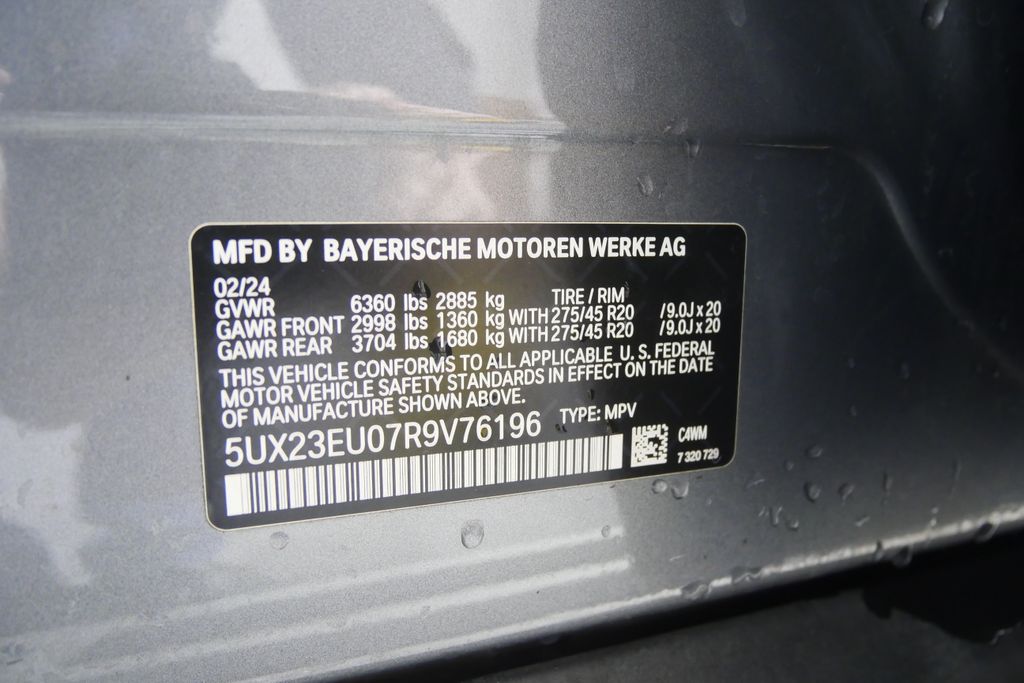 MFD BY BAYERISCHE MOTOREN WERKE AG
02/24 TIRE / RIM
GVWR 6360 lbs 2885 kg
GAWR FRONT 2998 lbs 1360 kg WITH 275/45 R20 / 9.0J x 20
GAWR REAR 3704 lbs 1680 kg WITH 275/45 R20 / 9.0J x 20
THIS VEHICLE CONFORMS TO ALL APPLICABLE U. S. FEDERAL
MOTOR VEHICLE SAFETY STANDARDS IN EFFECT ON THE DATE
OF MANUFACTURE SHOWN ABOVE.
5UX23EU07R9V76196 TYPE: MPV
C4WM
7 320 729